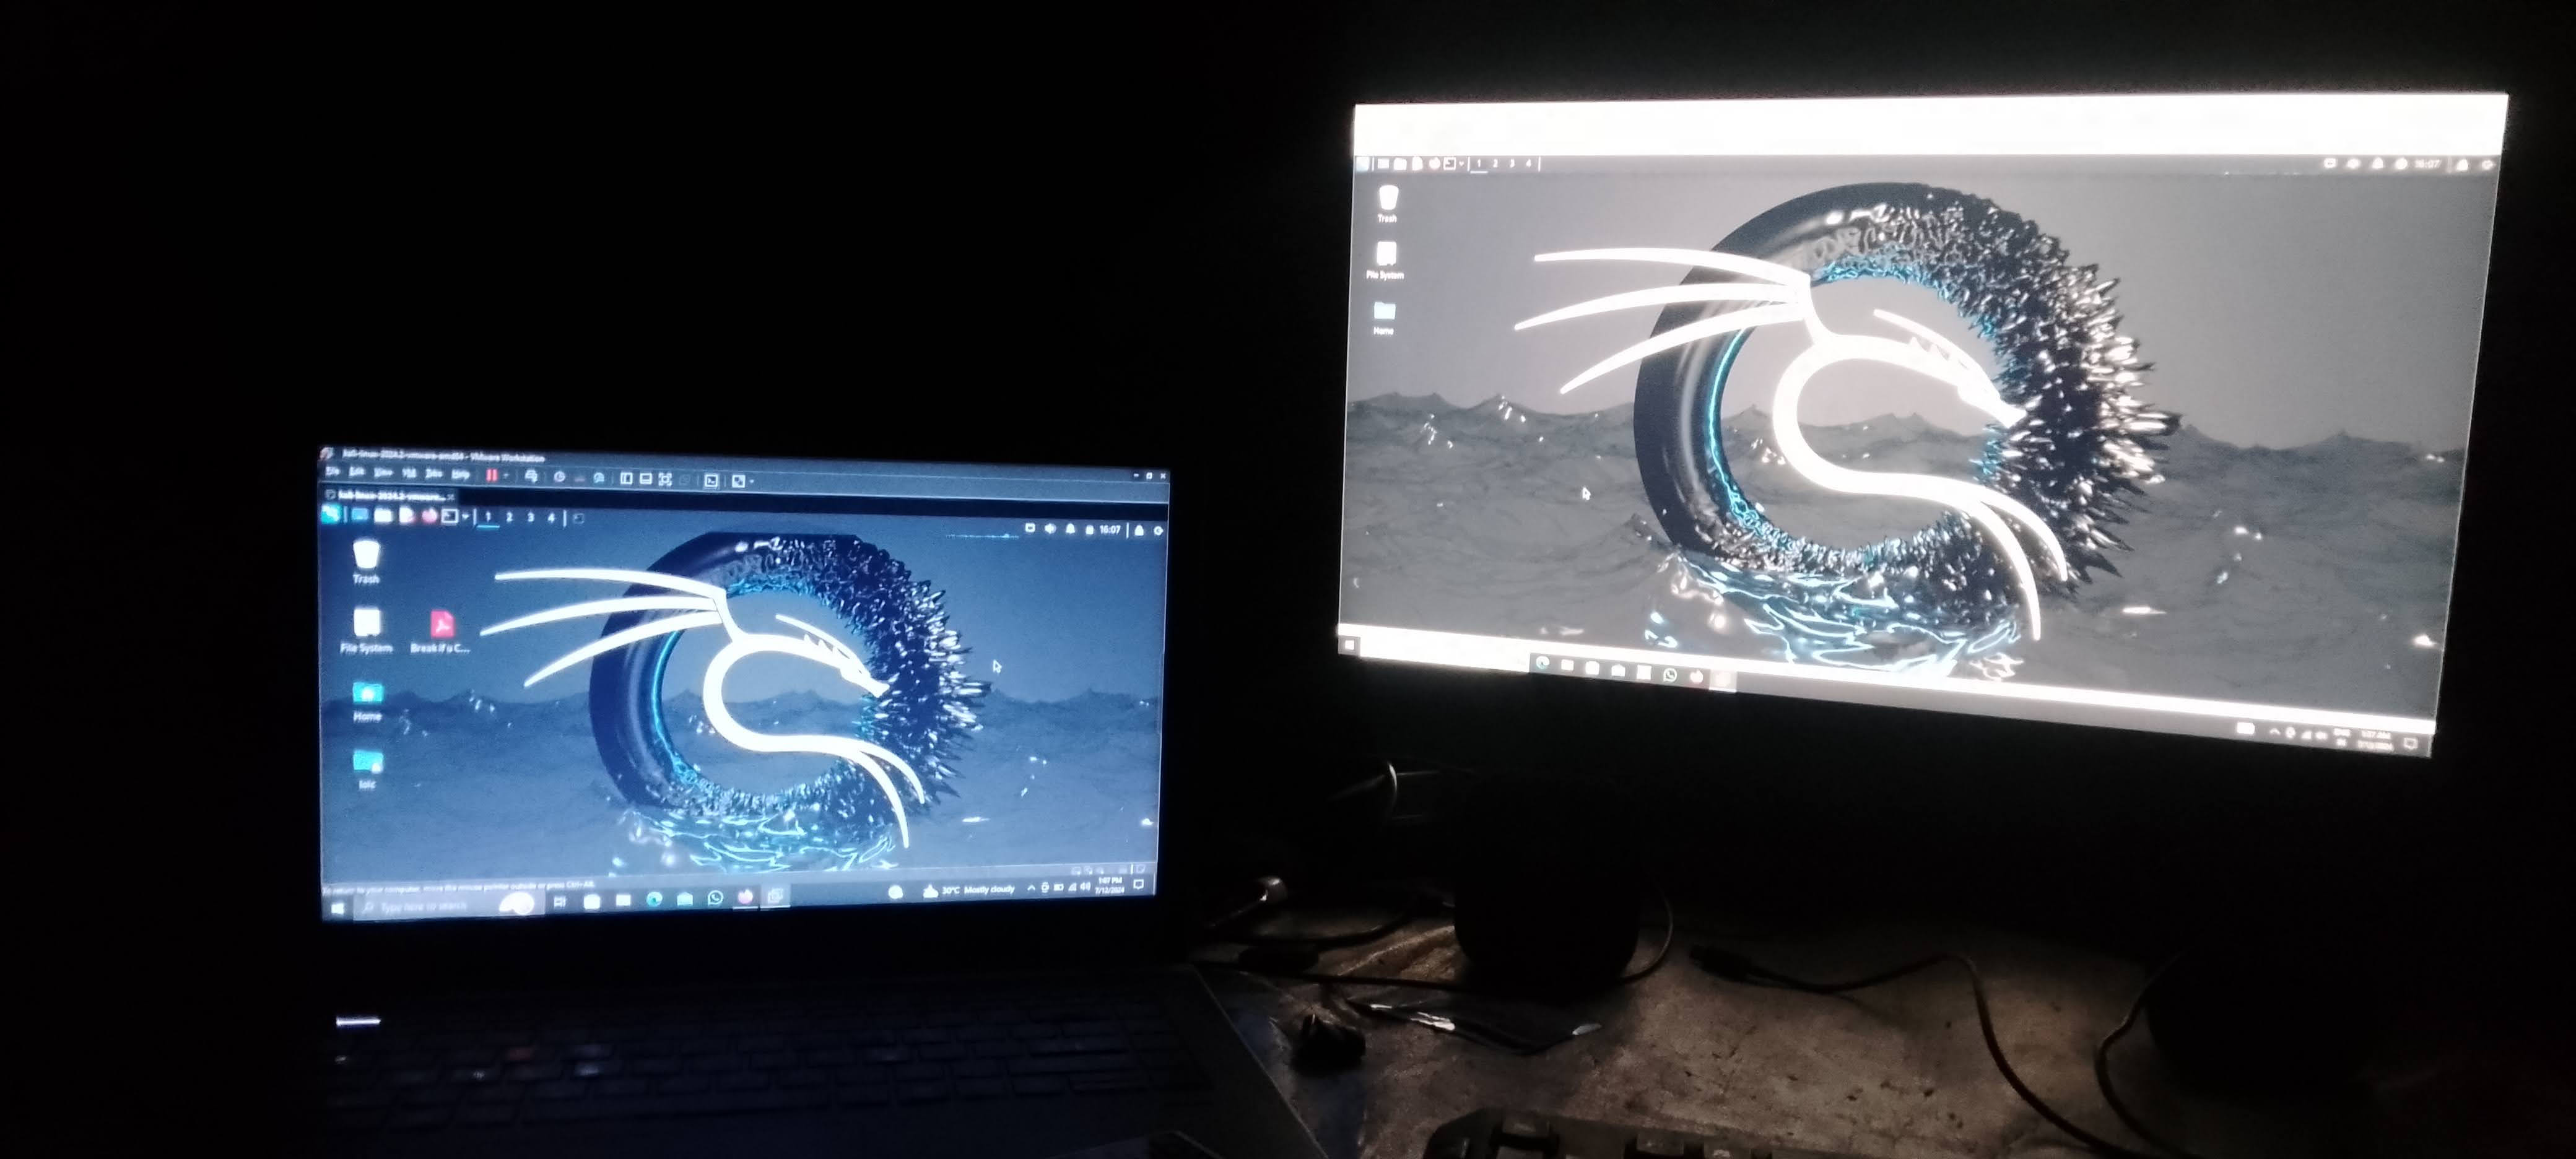 kali-linux-2024.2-vmware-amd64 - VMware Workstation
File Edit View VM Tabs Help
kali-linux-2024.2-vmware...
1 2 3 4
16:07
Trash
File System
Break if u C...
Home
loic
To return to your computer, move the mouse pointer outside or press Ctrl+Alt.
Type here to search
30°C Mostly cloudy
1:07 PM
7/12/2024
1 2 3 4
16:07
Trash
File System
Home